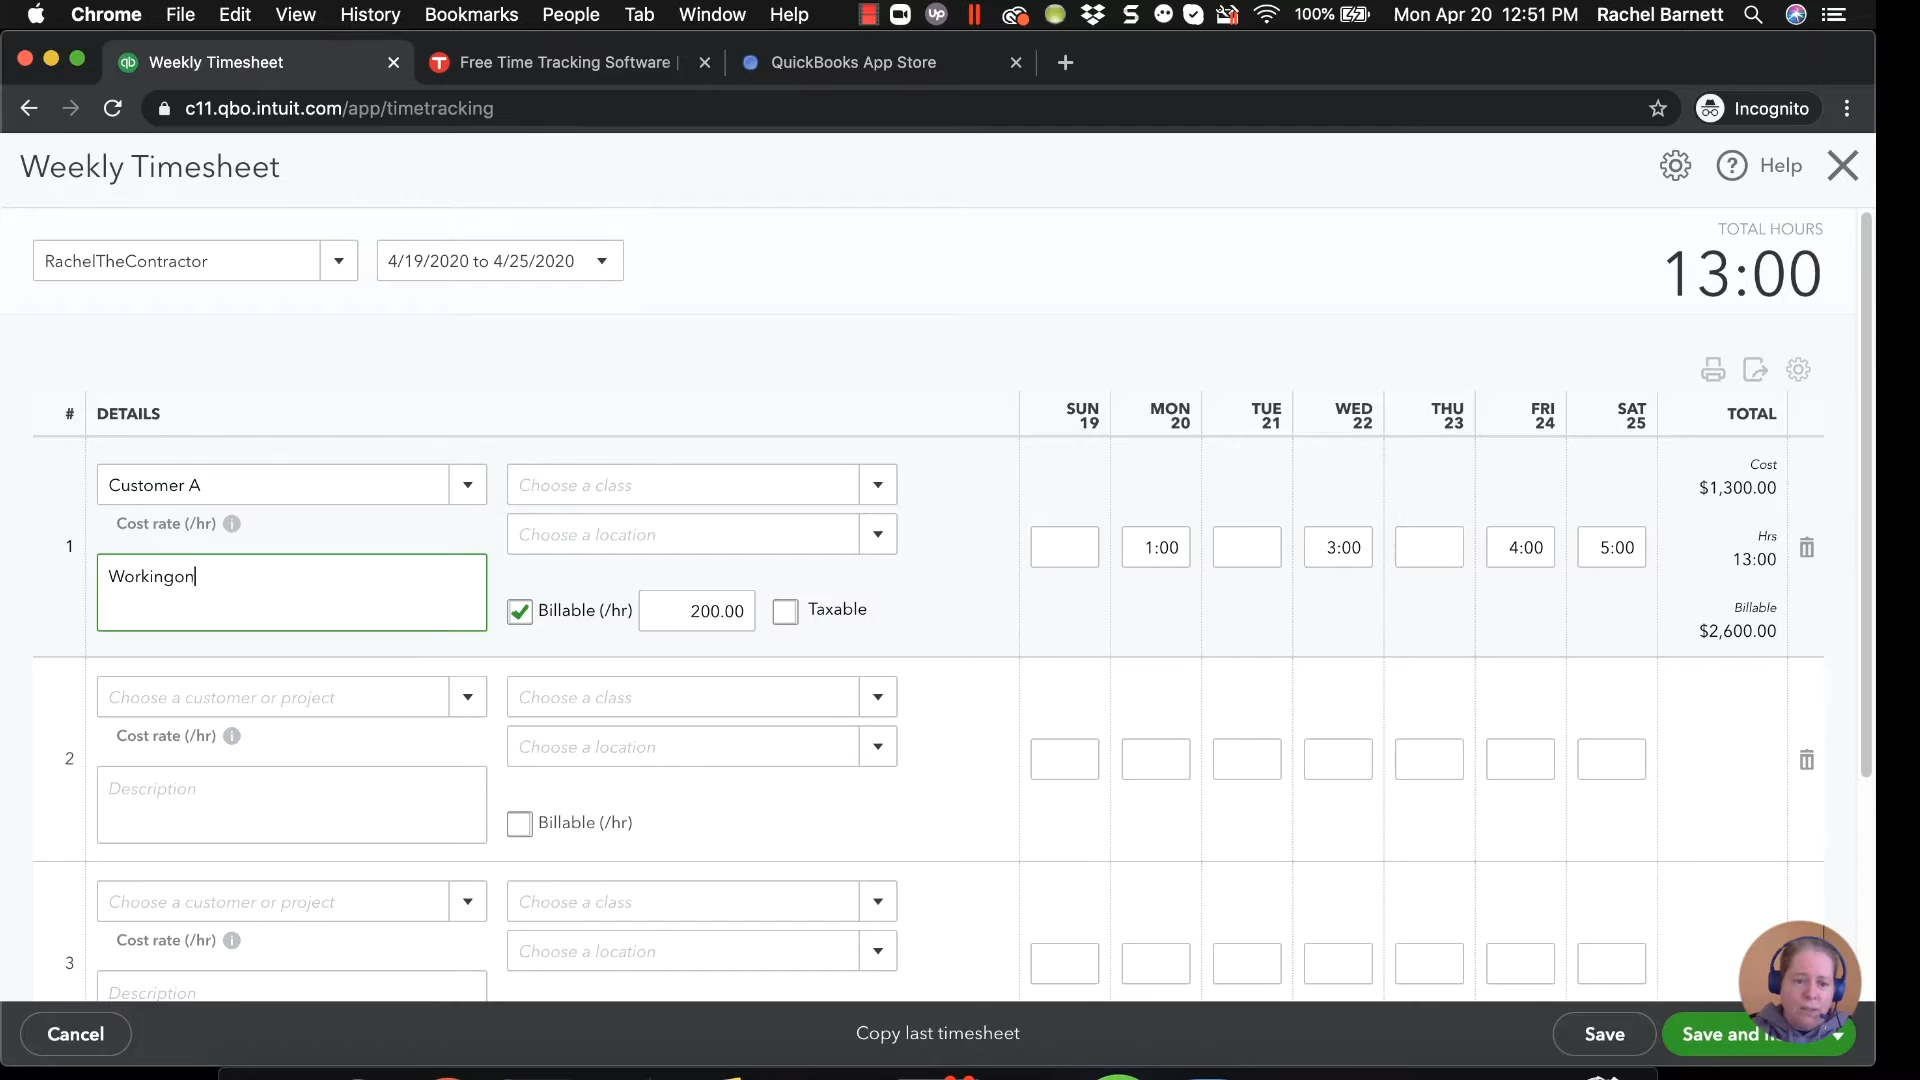 Chrome File Edit View History Bookmarks People Tab Window Help 100% Mon Apr 20 12:51 PM Rachel Barnett
Weekly Timesheet
Free Time Tracking Software |
QuickBooks App Store
c11.qbo.intuit.com/app/timetracking
Incognito
Weekly Timesheet
Help
RachelTheContractor
4/19/2020 to 4/25/2020
TOTAL HOURS
13:00
# DETAILS SUN 19 MON 20 TUE 21 WED 22 THU 23 FRI 24 SAT 25 TOTAL
1
Customer A
Choose a class
Cost rate (/hr)
Choose a location
Workingon
Billable (/hr) 200.00 Taxable
1:00 3:00 4:00 5:00
Cost
$1,300.00
Hrs
13:00
Billable
$2,600.00
2
Choose a customer or project
Choose a class
Cost rate (/hr)
Choose a location
Description
Billable (/hr)
3
Choose a customer or project
Choose a class
Cost rate (/hr)
Choose a location
Description
Cancel
Copy last timesheet
Save
Save and